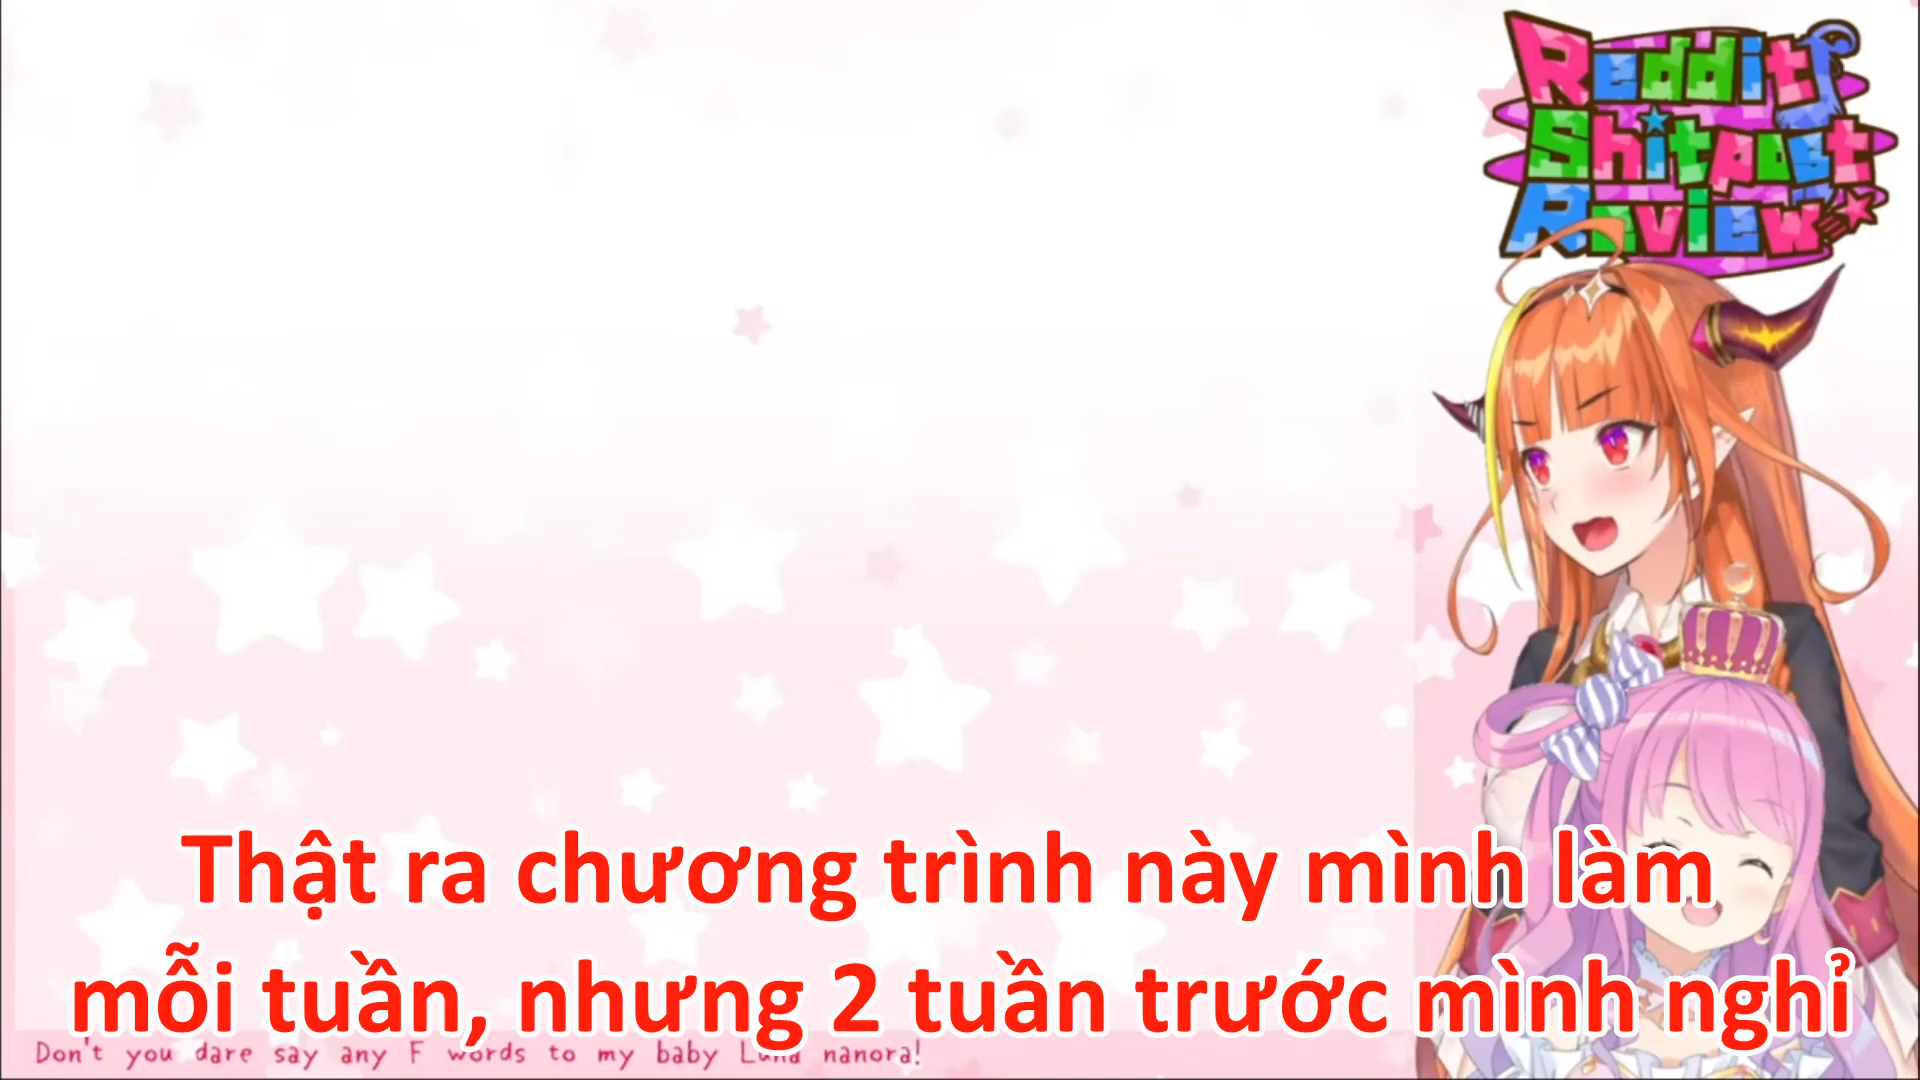 Reddit
Shitpost
Review
Thật ra chương trình này mình làm
mỗi tuần, nhưng 2 tuần trước mình nghỉ
Don't you dare say any F words to my baby Luna nanora!